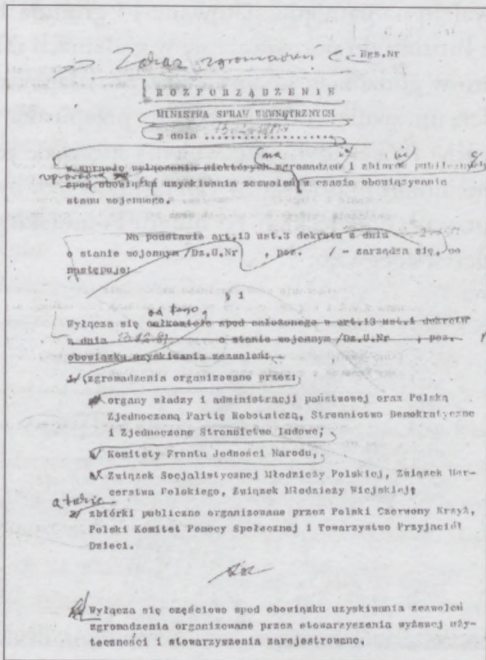 Zakaz zgromadzeń
Egz.Nr
ROZPORZĄDZENIE
MINISTRA SPRAW WEWNĘTRZNYCH
z dnia
w sprawie wyłączenia niektórych zgromadzeń i zbiórek publicznych
spod obowiązku uzyskiwania zezwoleń w czasie obowiązywania
stanu wojennego.
Na podstawie art.13 ust.3 dekretu z dnia
o stanie wojennym /Dz.U.Nr , poz. / - zarządza się, co
następuje:
§ 1
od tego
Wyłącza się całkowicie spod nałożonego w art.13 ust.1 dekretu
z dnia o stanie wojennym /Dz.U.Nr , poz. /
obowiązku uzyskiwania zezwoleń:
1/ zgromadzenia organizowane przez:
organy władzy i administracji państwowej oraz Polską
Zjednoczoną Partię Robotniczą, Stronnictwo Demokratyczne
i Zjednoczone Stronnictwo Ludowe;
Komitety Frontu Jedności Narodu,
Związek Socjalistycznej Młodzieży Polskiej, Związek Har-
cerstwa Polskiego, Związek Młodzieży Wiejskiej;
a także
2/ zbiórki publiczne organizowane przez Polski Czerwony Krzyż,
Polski Komitet Pomocy Społecznej i Towarzystwo Przyjaciół
Dzieci.
Wyłącza się częściowo spod obowiązku uzyskiwania zezwoleń
zgromadzenia organizowane przez stowarzyszenia wyższej uży-
teczności i stowarzyszenia zarejestrowane.